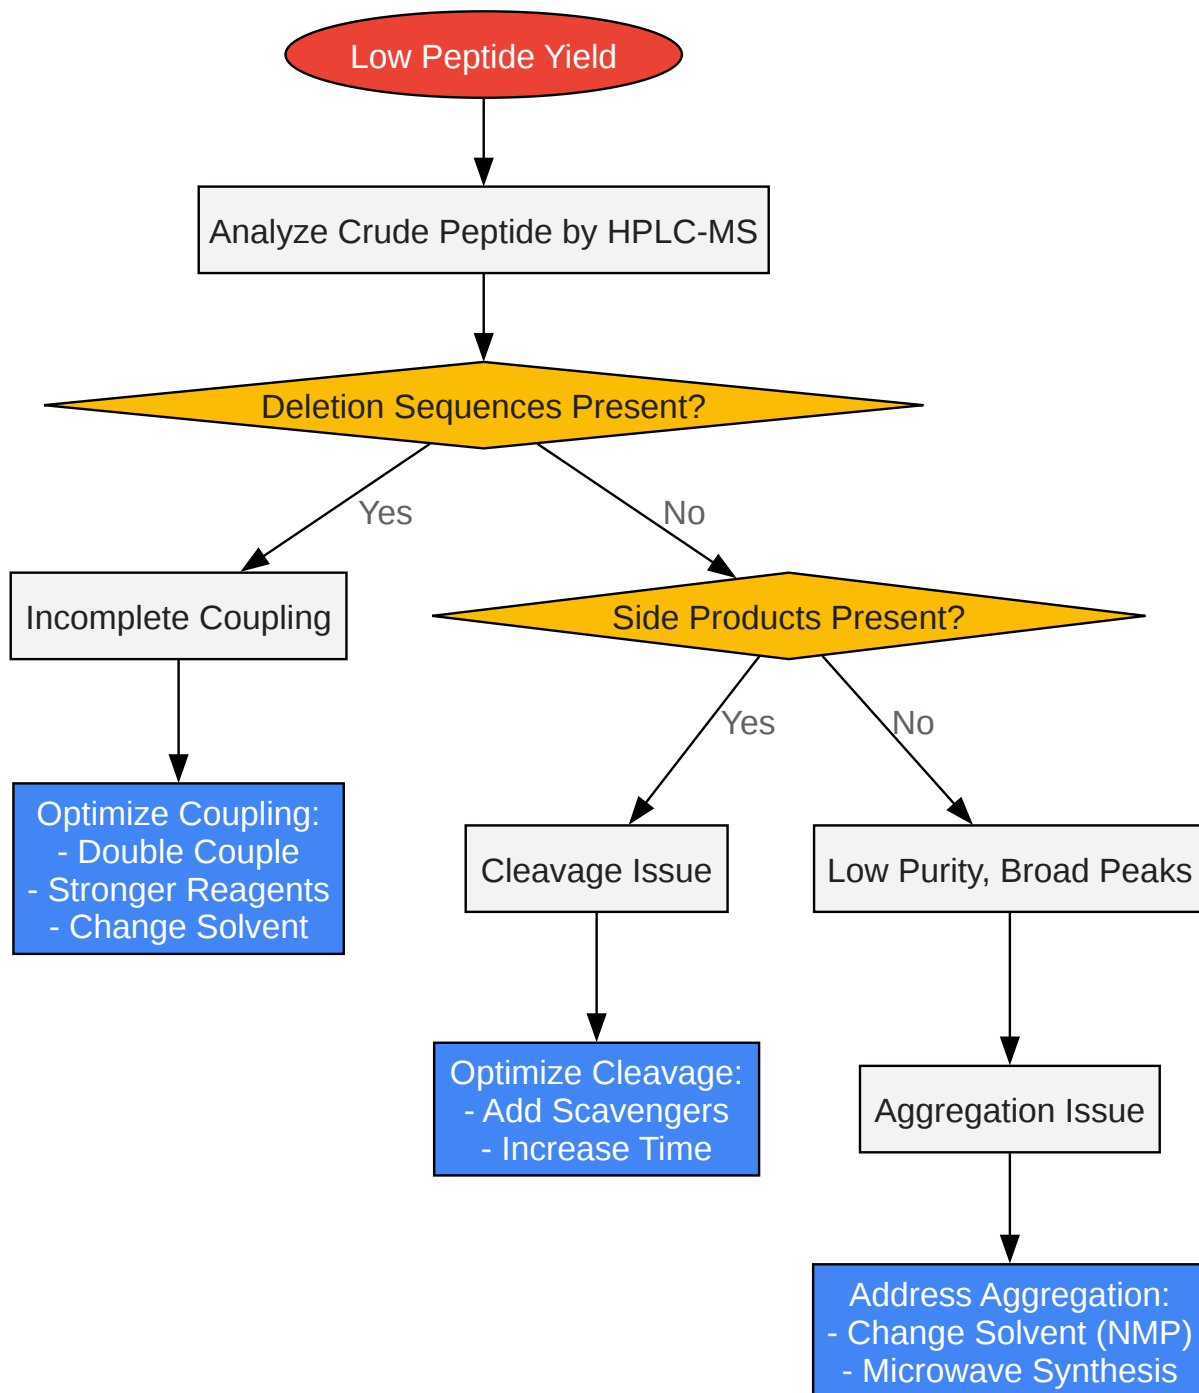 Low Peptide Yield
Analyze Crude Peptide by HPLC-MS
Deletion Sequences Present?
Yes
No
Incomplete Coupling
Side Products Present?
Yes
No
Optimize Coupling:
- Double Couple
- Stronger Reagents
- Change Solvent
Cleavage Issue
Low Purity, Broad Peaks
Optimize Cleavage:
- Add Scavengers
- Increase Time
Aggregation Issue
Address Aggregation:
- Change Solvent (NMP)
- Microwave Synthesis